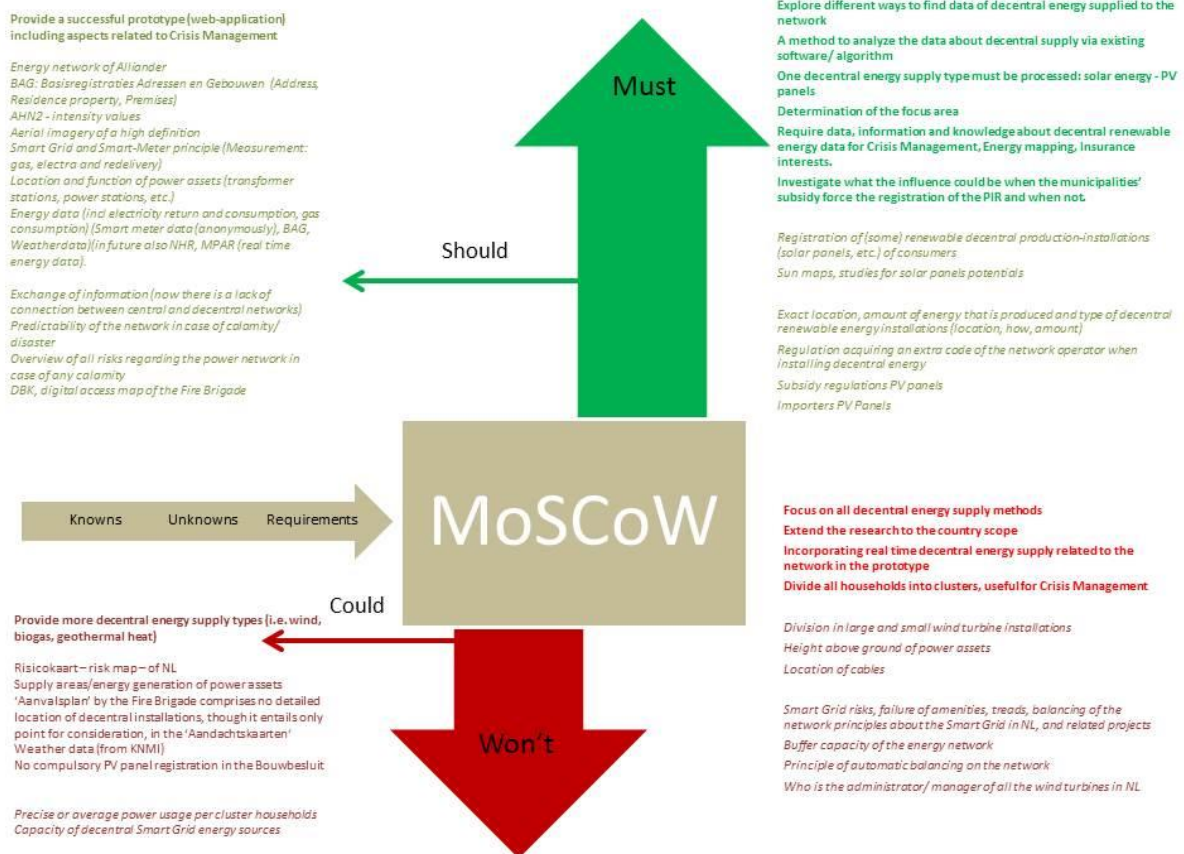 Provide a successful prototype (web-application)
including aspects related to Crisis Management
Energy network of Alliander
BAG: Basisregistraties Adressen en Gebouwen (Address,
Residence property, Premises)
AHN2 - intensity values
Aerial imagery of a high definition
Smart Grid and Smart-Meter principle (Measurement:
gas, electra and redelivery)
Location and function of power assets (transformer
stations, power stations, etc.)
Energy data (incl electricity return and consumption, gas
consumption) (Smart meter data (anonymously), BAG,
Weatherdata)(in future also NHR, MPAR (real time
energy data).
Exchange of information (now there is a lack of
connection between central and decentral networks)
Predictability of the network in case of calamity/
disaster
Overview of all risks regarding the power network in
case of any calamity
DBK, digital access map of the Fire Brigade
Must
Should
Explore different ways to find data of decentral energy supplied to the
network
A method to analyze the data about decentral supply via existing
software/ algorithm
One decentral energy supply type must be processed: solar energy - PV
panels
Determination of the focus area
Require data, information and knowledge about decentral renewable
energy data for Crisis Management, Energy mapping, Insurance
interests.
Investigate what the influence could be when the municipalities'
subsidy force the registration of the PIR and when not.
Registration of (some) renewable decentral production-installations
(solar panels, etc.) of consumers
Sun maps, studies for solar panels potentials
Exact location, amount of energy that is produced and type of decentral
renewable energy installations (location, how, amount)
Regulation acquiring an extra code of the network operator when
installing decentral energy
Subsidy regulations PV panels
Importers PV Panels
Knowns Unknowns Requirements
MoSCoW
Could
Won't
Provide more decentral energy supply types (i.e. wind,
biogas, geothermal heat)
Risicokaart – risk map – of NL
Supply areas/energy generation of power assets
'Aanvalsplan' by the Fire Brigade comprises no detailed
location of decentral installations, though it entails only
point for consideration, in the 'Aandachtskaarten'
Weather data (from KNMI)
No compulsory PV panel registration in the Bouwbesluit
Precise or average power usage per cluster households
Capacity of decentral Smart Grid energy sources
Focus on all decentral energy supply methods
Extend the research to the country scope
Incorporating real time decentral energy supply related to the
network in the prototype
Divide all households into clusters, useful for Crisis Management
Division in large and small wind turbine installations
Height above ground of power assets
Location of cables
Smart Grid risks, failure of amenities, treads, balancing of the
network principles about the Smart Grid in NL, and related projects
Buffer capacity of the energy network
Principle of automatic balancing on the network
Who is the administrator/ manager of all the wind turbines in NL